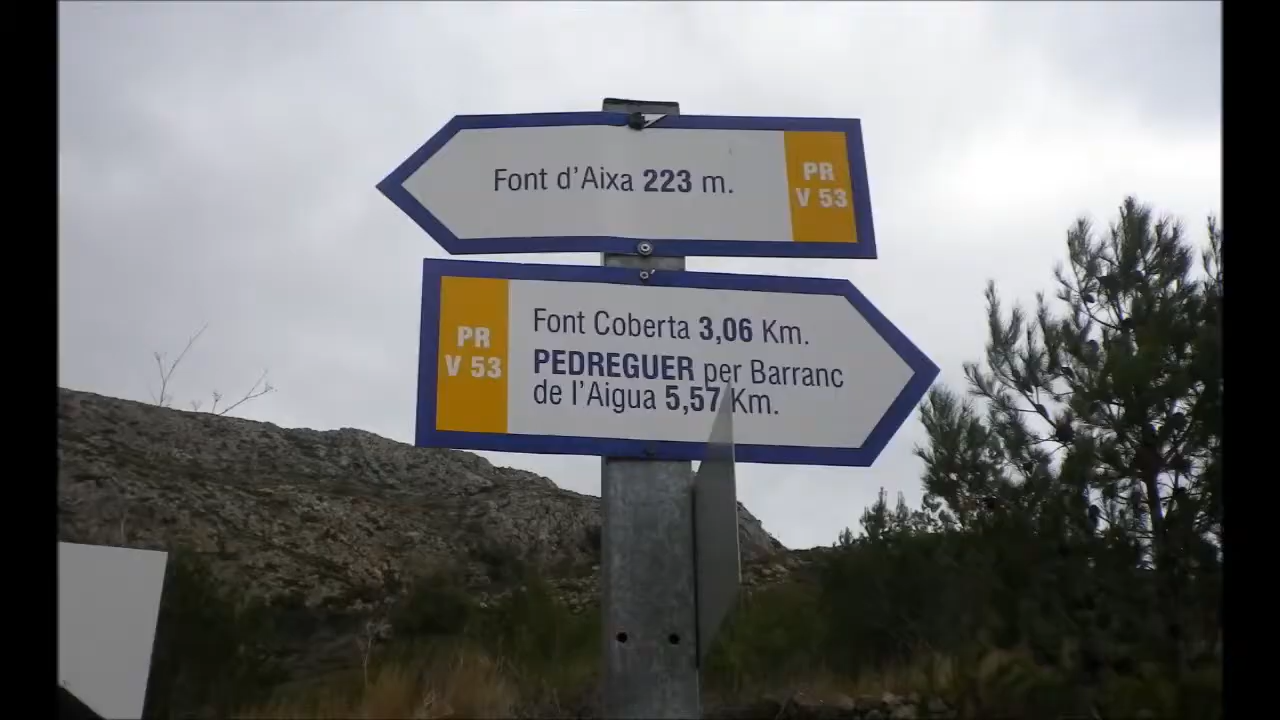 Font d'Aixa 223 m.
PR
V 53
PR
V 53
Font Coberta 3,06 Km.
PEDREGUER per Barranc
de l'Aigua 5,57 Km.